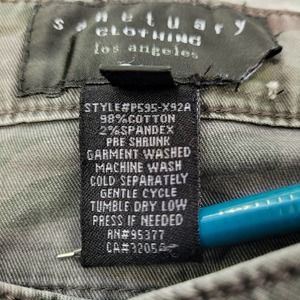 sanctuary
CLOTHING
los angeles
STYLE#P595-X92A
98%COTTON
2%SPANDEX
PRE SHRUNK
GARMENT WASHED
MACHINE WASH
COLD SEPARATELY
GENTLE CYCLE
TUMBLE DRY LOW
PRESS IF NEEDED
RN#95377